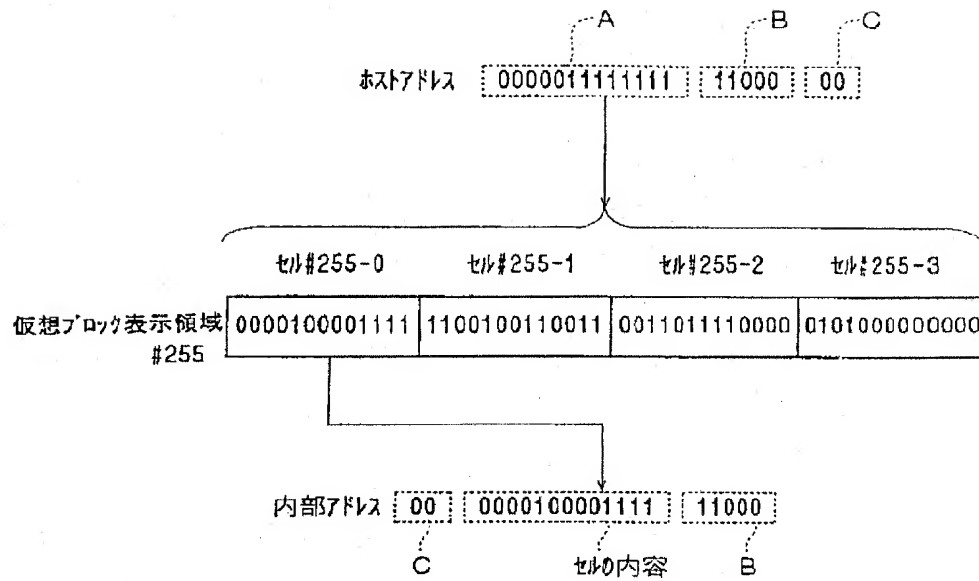 A B C
ホストアドレス 0000011111111 11000 00
セル#255-0 セル#255-1 セル#255-2 セル#255-3
仮想ブロック表示領域 0000100001111 1100100110011 0011011110000 0101000000000
#255
内部アドレス 00 0000100001111 11000
C セルの内容 B